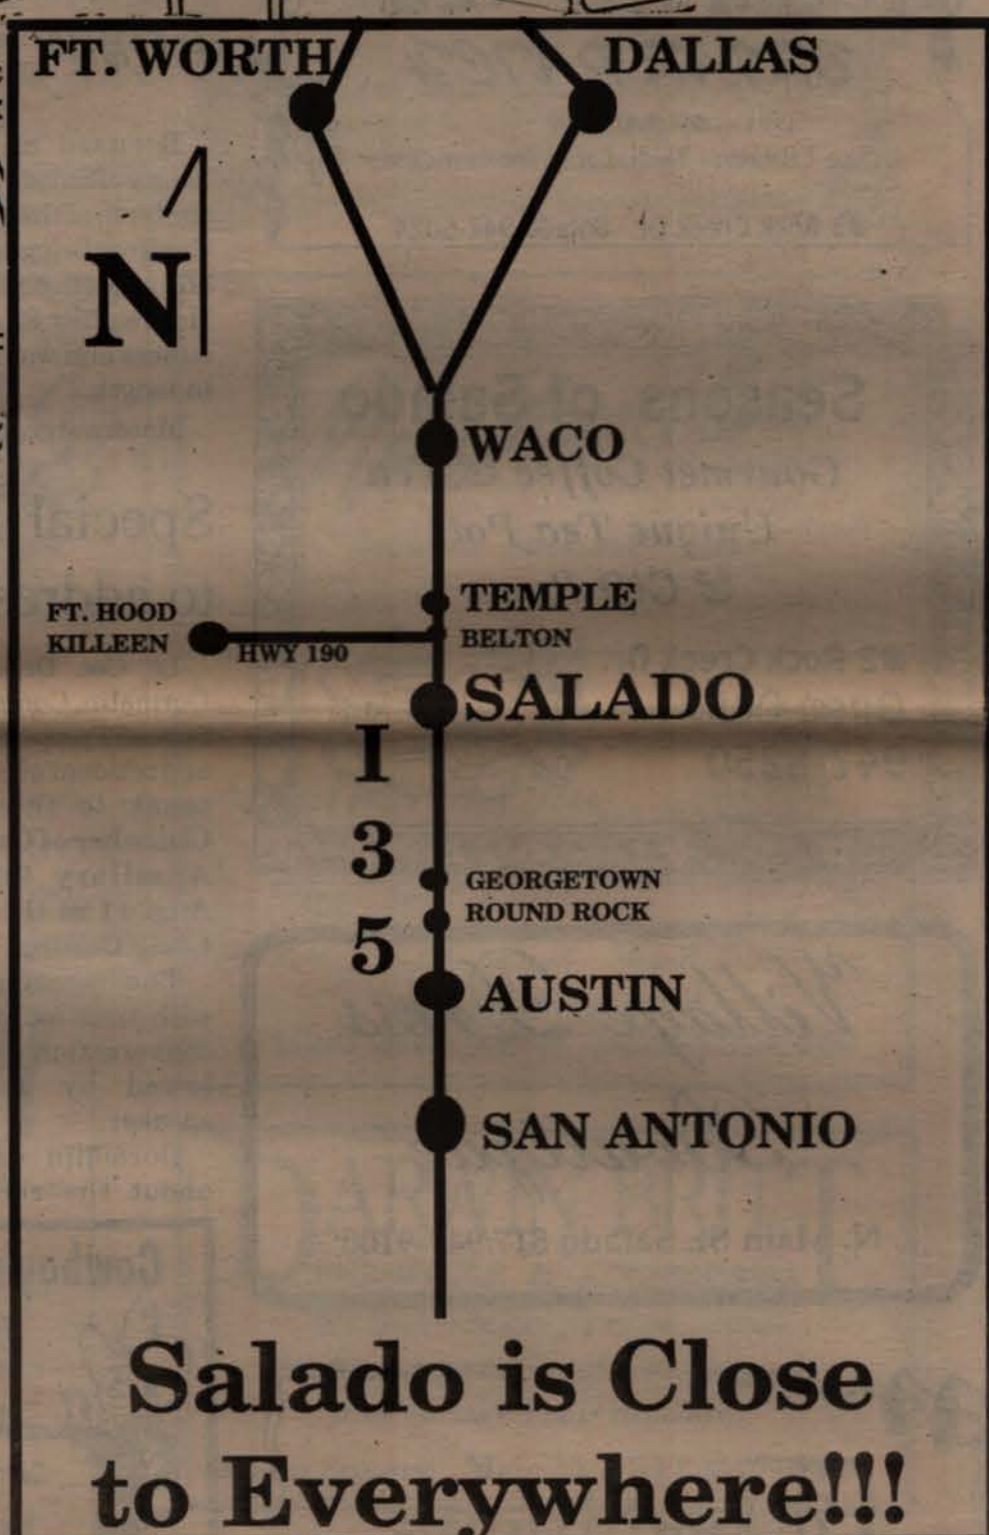 FT. WORTH
DALLAS
N
WACO
TEMPLE
FT. HOOD
KILLEEN
HWY 190
BELTON
SALADO
I
3
5
GEORGETOWN
ROUND ROCK
AUSTIN
SAN ANTONIO
Salado is Close
to Everywhere!!!